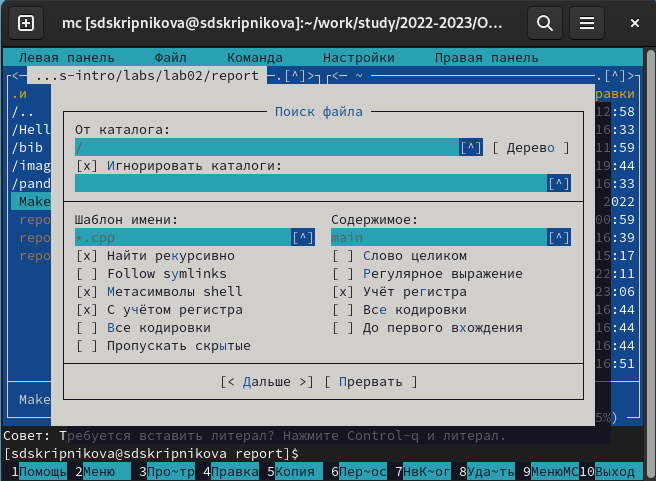 mc [sdskripnikova@sdskripnikova]:~/work/study/2022-2023/О...
Левая панель Файл Команда Настройки Правая панель
...s-intro/labs/lab02/report .[^] ~ .[^]
.и равки
Поиск файла
/.. 12:58
От каталога:
/Hell 16:33
/ [^] [ Дерево ]
/bib 11:59
[x] Игнорировать каталоги:
/imag 19:44
[^]
/pand 16:33
Make 2022
Шаблон имени: Содержимое:
repo 00:59
*.cpp [^] main [^]
repo 16:39
[x] Найти рекурсивно [ ] Слово целиком
repo 15:17
[ ] Follow symlinks [ ] Регулярное выражение
22:11
[x] Метасимволы shell [x] Учёт регистра
23:06
[x] С учётом регистра [ ] Все кодировки
16:44
[ ] Все кодировки [ ] До первого вхождения
16:44
[ ] Пропускать скрытые
16:44
16:51
[< Дальше >] [ Прервать ]
Make
5%)
Совет: Требуется вставить литерал? Нажмите Control-q и литерал.
[sdskripnikova@sdskripnikova report]$
1Помощь 2Меню 3Про~тр 4Правка 5Копия 6Пер~ос 7НвК~ог 8Уда~ть 9МенюMC 10Выход